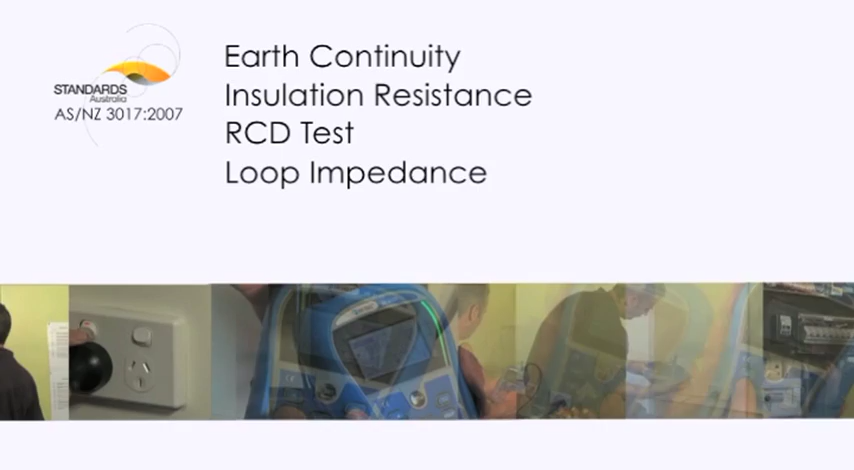 STANDARDS
Australia
AS/NZ 3017:2007
Earth Continuity
Insulation Resistance
RCD Test
Loop Impedance